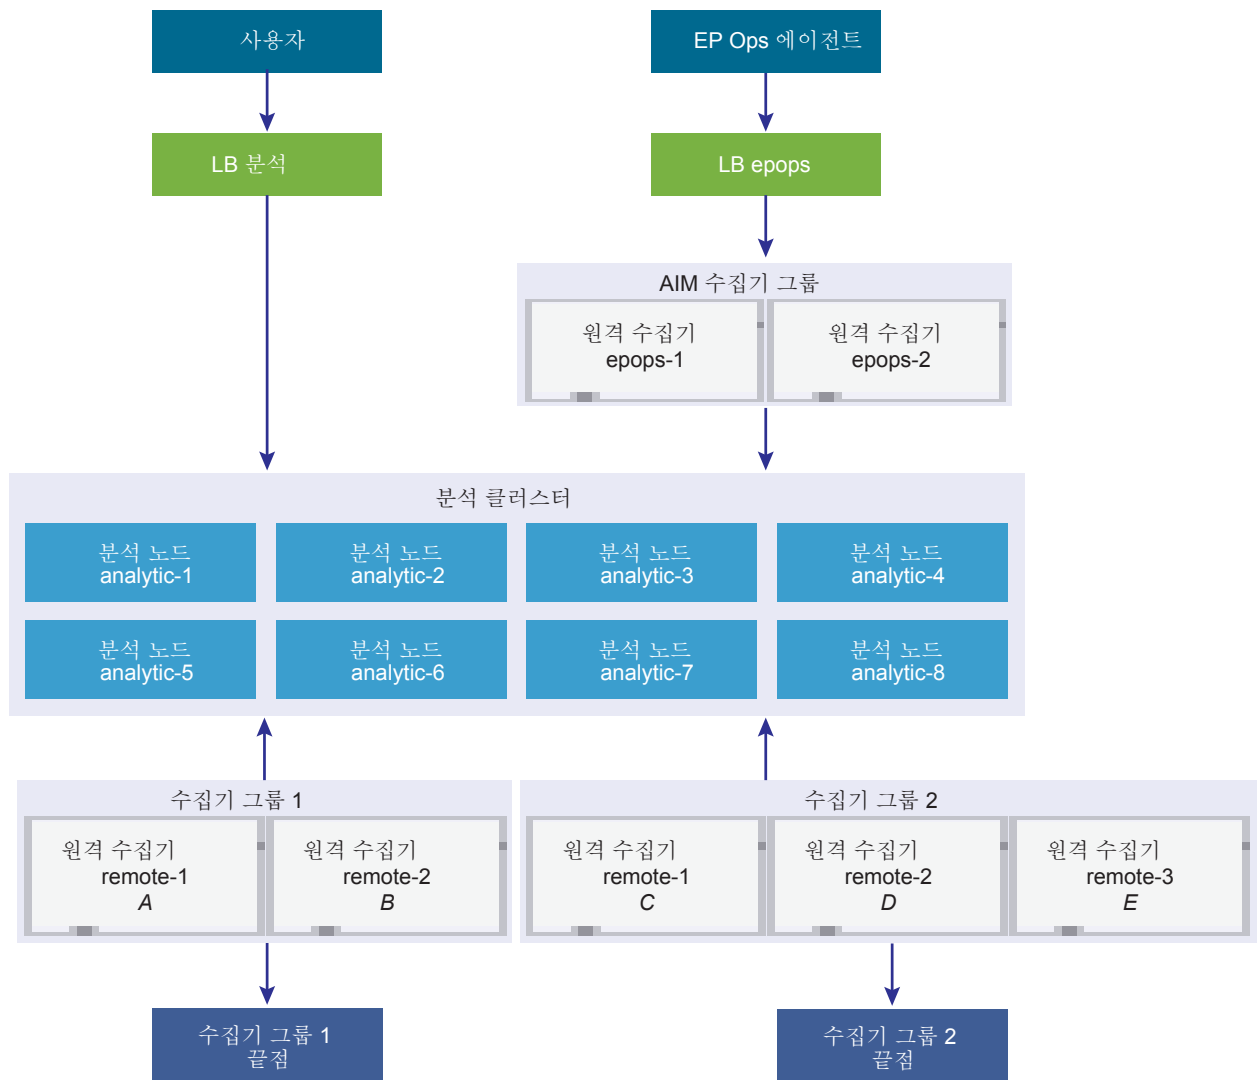 사용자
EP Ops 에이전트
LB 분석
LB epops
AIM 수집기 그룹
원격 수집기
epops-1
원격 수집기
epops-2
분석 클러스터
분석 노드
analytic-1
분석 노드
analytic-2
분석 노드
analytic-3
분석 노드
analytic-4
분석 노드
analytic-5
분석 노드
analytic-6
분석 노드
analytic-7
분석 노드
analytic-8
수집기 그룹 1
원격 수집기
remote-1
A
원격 수집기
remote-2
B
수집기 그룹 2
원격 수집기
remote-1
C
원격 수집기
remote-2
D
원격 수집기
remote-3
E
수집기 그룹 1
끝점
수집기 그룹 2
끝점